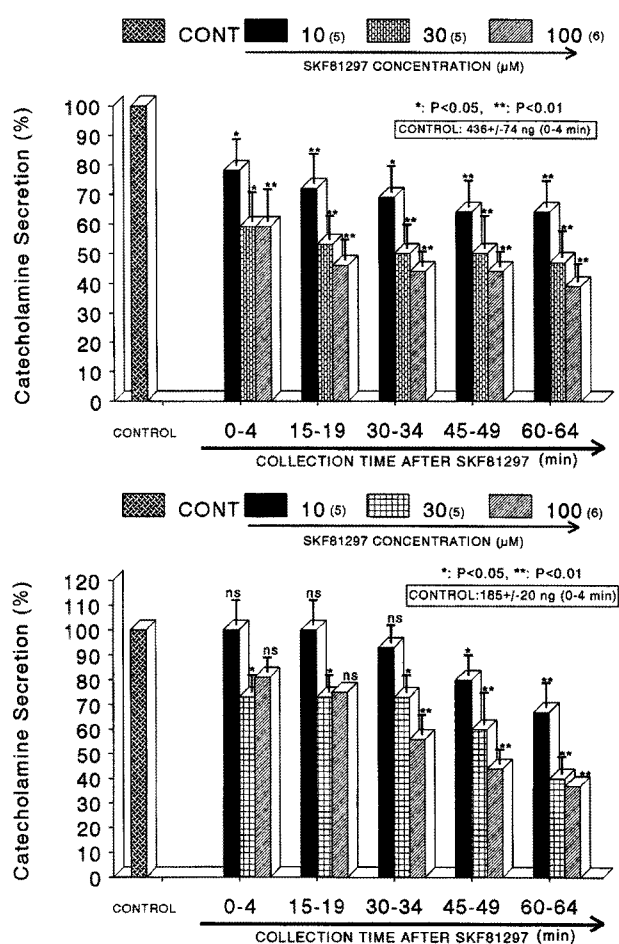 CONT 10 (5) 30 (5) 100 (6)
SKF81297 CONCENTRATION (µM)
*: P<0.05, **: P<0.01
CONTROL: 436+/-74 ng (0-4 min)
Catecholamine Secretion (%)
100
90
80
70
60
50
40
30
20
10
0
* * **
** ** **
* ** **
** ** **
** ** **
CONTROL 0-4 15-19 30-34 45-49 60-64
COLLECTION TIME AFTER SKF81297 (min)
CONT 10 (5) 30 (5) 100 (6)
SKF81297 CONCENTRATION (µM)
*: P<0.05, **: P<0.01
CONTROL:185+/-20 ng (0-4 min)
Catecholamine Secretion (%)
120
110
100
90
80
70
60
50
40
30
20
10
0
ns * ns
ns * ns
ns * **
* ** **
** ** **
CONTROL 0-4 15-19 30-34 45-49 60-64
COLLECTION TIME AFTER SKF81297 (min)